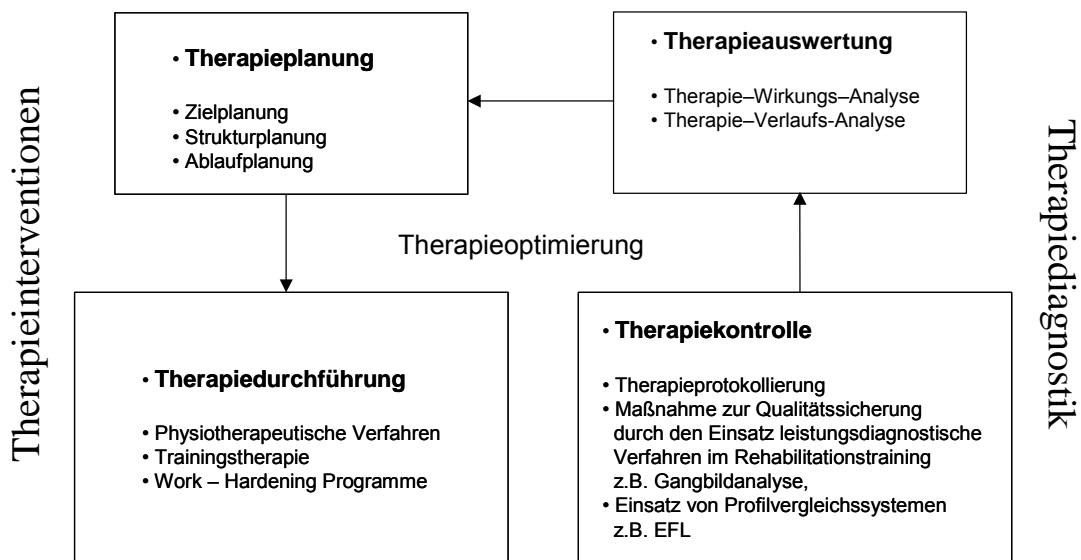 Therapieinterventionen
• Therapieplanung
• Zielplanung
• Strukturplanung
• Ablaufplanung
• Therapieauswertung
• Therapie–Wirkungs–Analyse
• Therapie–Verlaufs-Analyse
Therapiediagnostik
Therapieoptimierung
• Therapiedurchführung
• Physiotherapeutische Verfahren
• Trainingstherapie
• Work – Hardening Programme
• Therapiekontrolle
• Therapieprotokollierung
• Maßnahme zur Qualitätssicherung
durch den Einsatz leistungsdiagnostische
Verfahren im Rehabilitationstraining
z.B. Gangbildanalyse,
• Einsatz von Profilvergleichssystemen
z.B. EFL